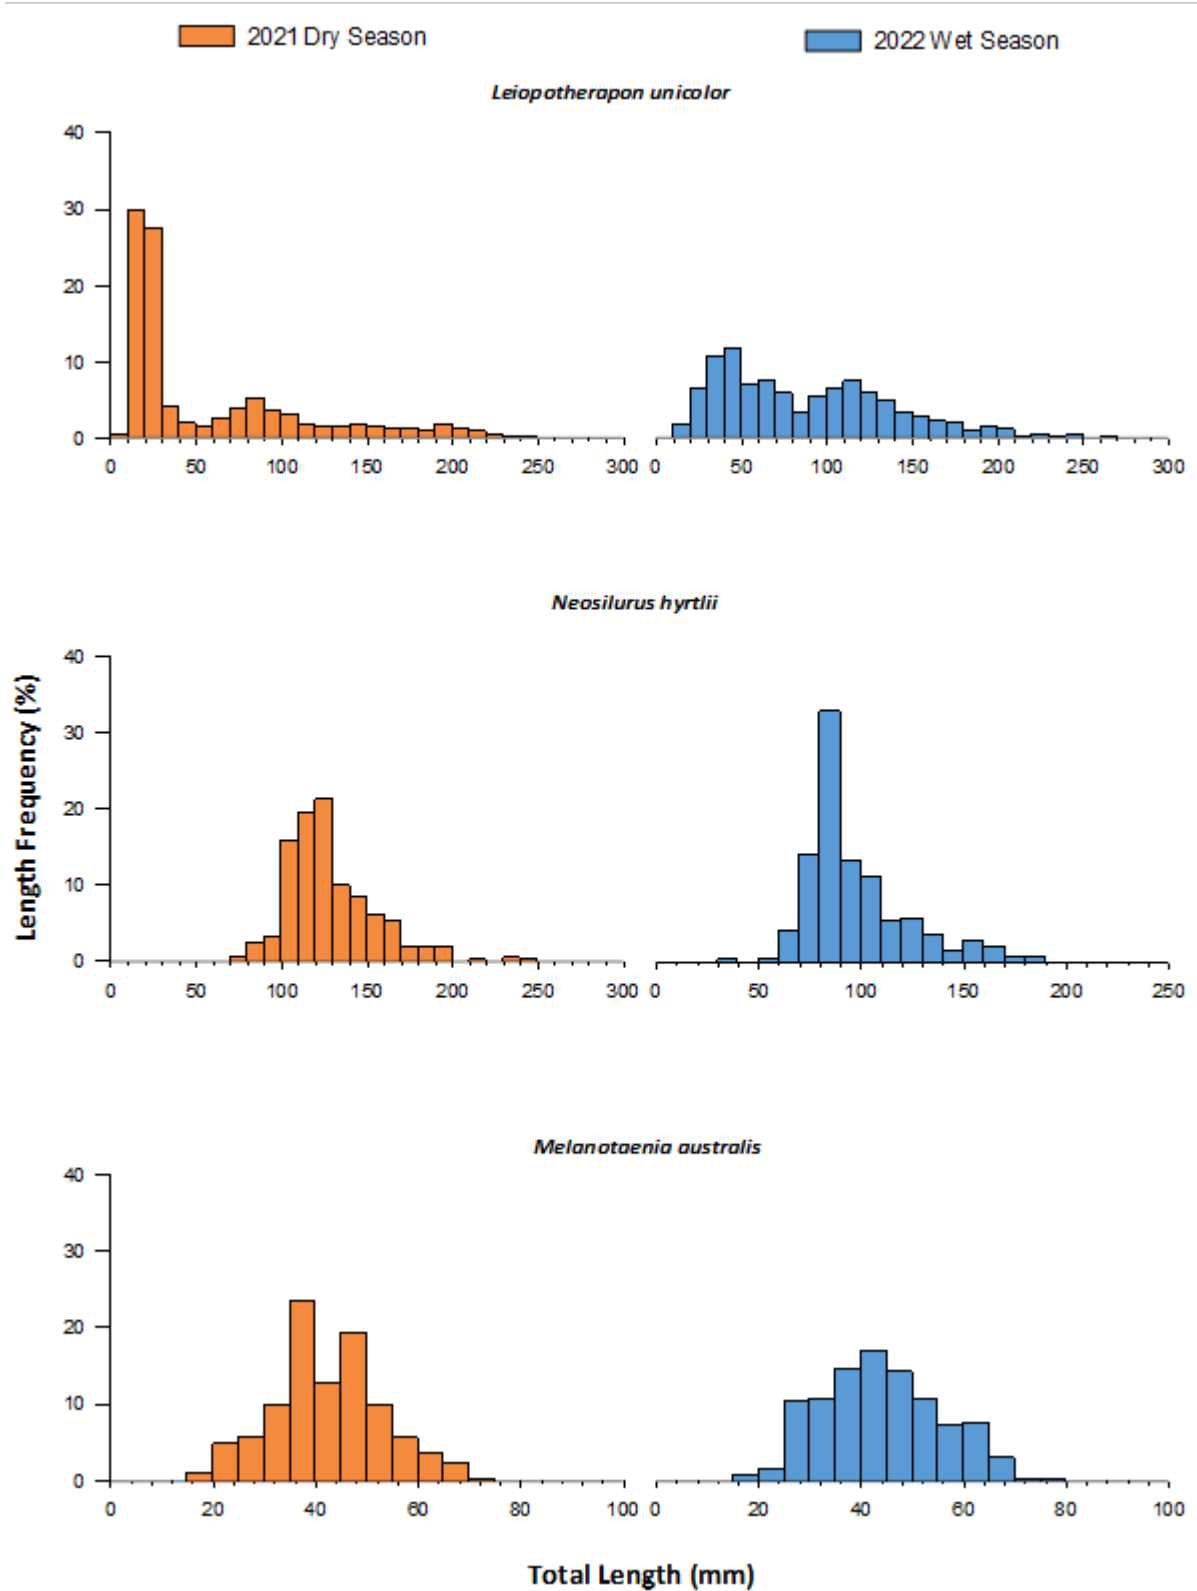 2021 Dry Season 2022 Wet Season
Leiopotherapon unicolor
40
30
20
10
0
0 50 100 150 200 250 300 0 50 100 150 200 250 300
Neosilurus hyrtlii
Length Frequency (%)
40
30
20
10
0
0 50 100 150 200 250 300 0 50 100 150 200 250
Melanotaenia australis
40
30
20
10
0
0 20 40 60 80 100 0 20 40 60 80 100
Total Length (mm)